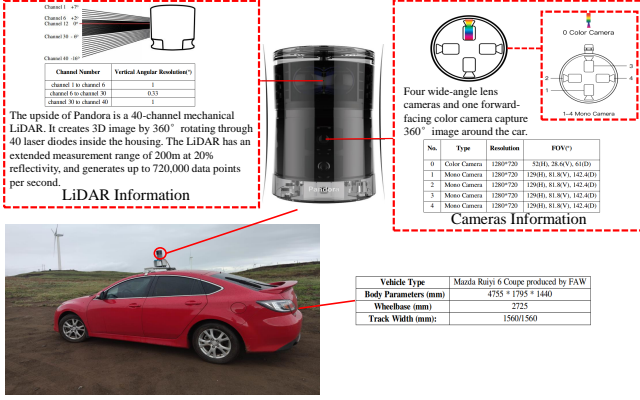 Channel 1 +7°
Channel 6 +2°
Channel 12 0°
Channel 30 - 6°
Channel 40 -16°
Channel Number Vertical Angular Resolution(°)
channel 1 to channel 6 1
channel 6 to channel 30 0.33
channel 30 to channel 40 1
The upside of Pandora is a 40-channel mechanical
LiDAR. It creates 3D image by 360° rotating through
40 laser diodes inside the housing. The LiDAR has an
extended measurement range of 200m at 20%
reflectivity, and generates up to 720,000 data points
per second.
LiDAR Information
Pandora
0 Color Camera
3
2
4
1
1-4 Mono Camera
Four wide-angle lens
cameras and one forward-
facing color camera capture
360° image around the car.
No. Type Resolution FOV(°)
0 Color Camera 1280*720 52(H), 28.6(V), 61(D)
1 Mono Camera 1280*720 129(H), 81.8(V), 142.4(D)
2 Mono Camera 1280*720 129(H), 81.8(V), 142.4(D)
3 Mono Camera 1280*720 129(H), 81.8(V), 142.4(D)
4 Mono Camera 1280*720 129(H), 81.8(V), 142.4(D)
Cameras Information
Vehicle Type Mazda Ruiyi 6 Coupe produced by FAW
Body Parameters (mm) 4755 * 1795 * 1440
Wheelbase (mm) 2725
Track Width (mm): 1560/1560